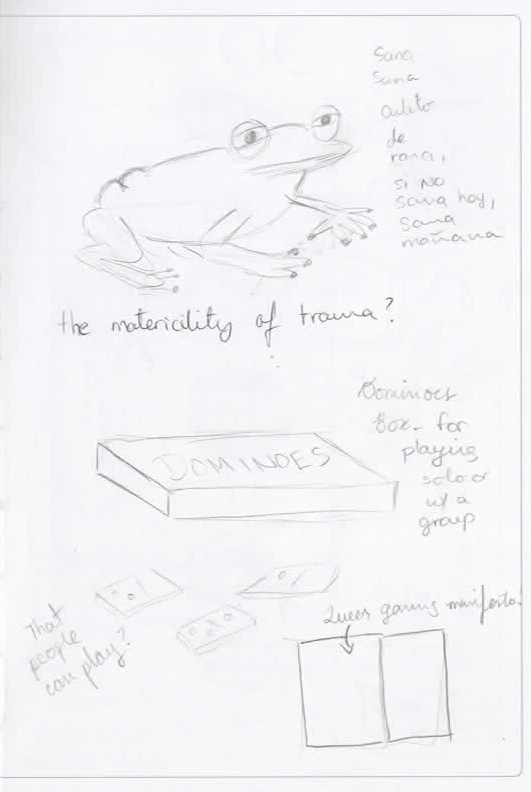 Sana
Sana
culito
de
rana,
si NO
sana hoy,
sana
mañana
the matericility of trauma?
Dominoes
Box- for
playing
solo or
w/ a
group
DOMINOES
That
people
can play?
Queer gaming manifesto.